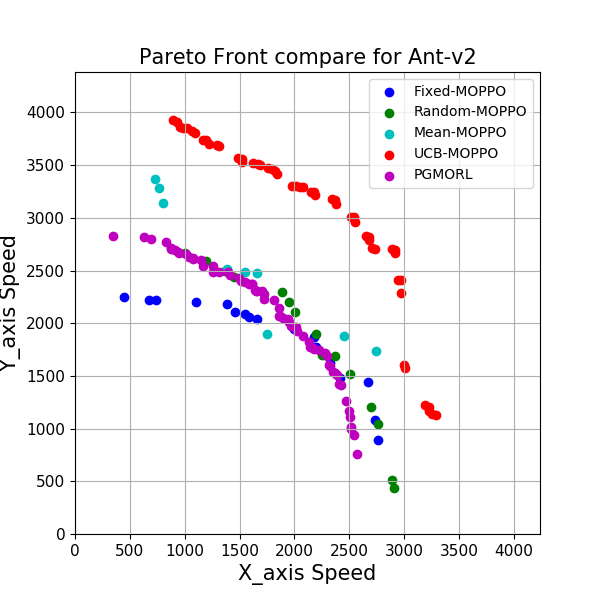 Pareto Front compare for Ant-v2
Fixed-MOPPO
Random-MOPPO
Mean-MOPPO
UCB-MOPPO
PGMORL
Y_axis Speed
4000
3500
3000
2500
2000
1500
1000
500
0
0 500 1000 1500 2000 2500 3000 3500 4000
X_axis Speed